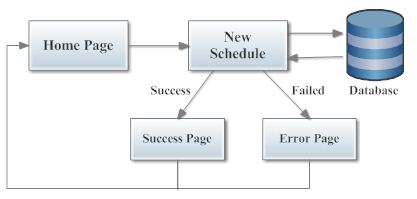 Home Page
New
Schedule
Success
Failed
Database
Success Page
Error Page